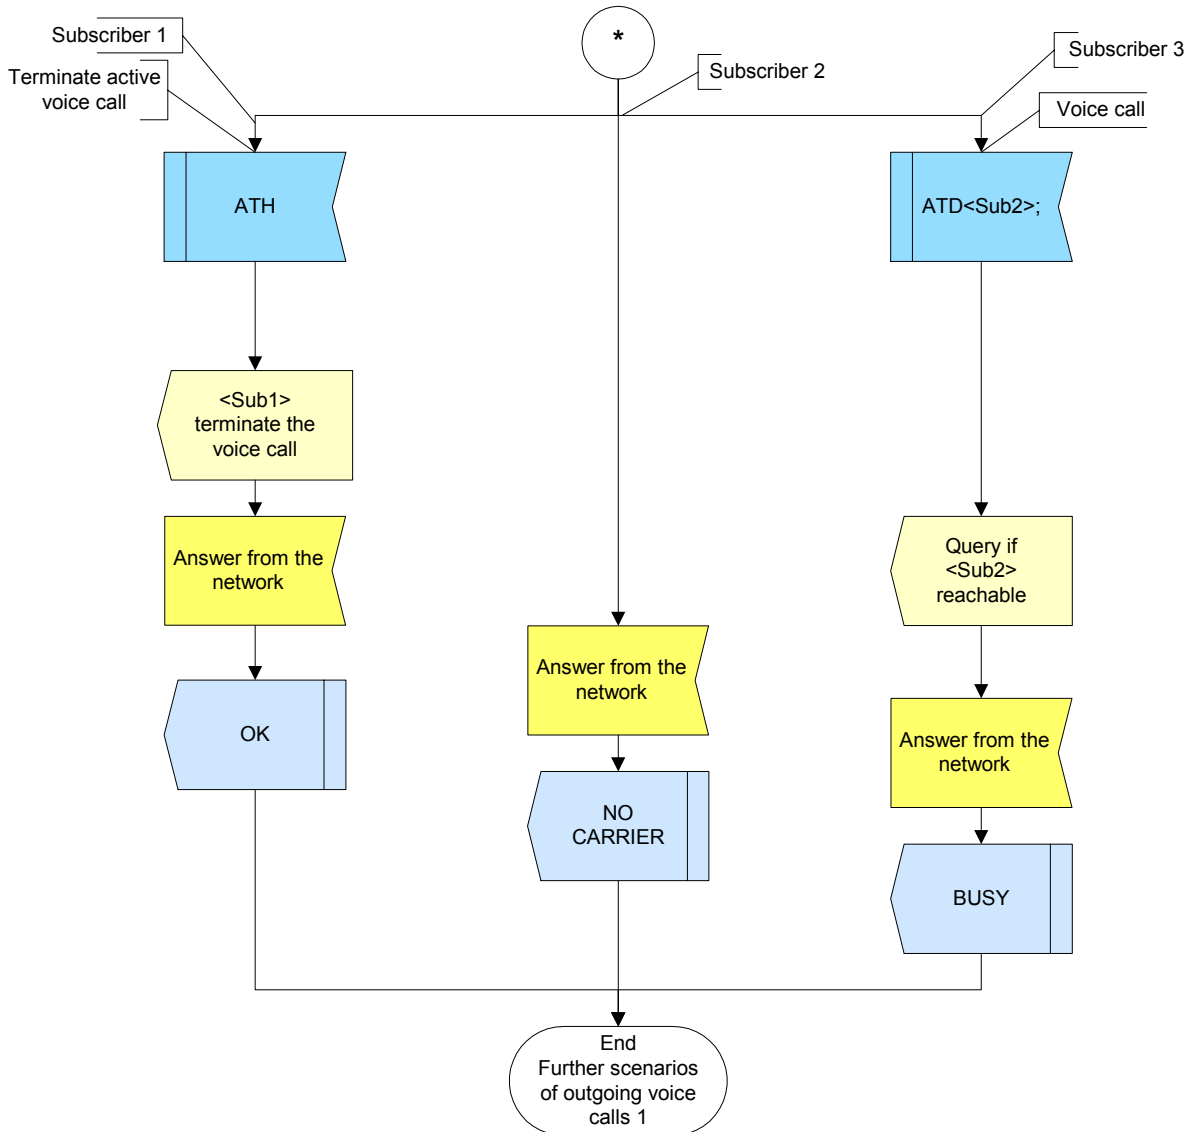 *
Subscriber 1
Subscriber 2
Subscriber 3
Terminate active
voice call
Voice call
ATH
ATD<Sub2>;
<Sub1>
terminate the
voice call
Answer from the
network
Query if
<Sub2>
reachable
OK
Answer from the
network
Answer from the
network
NO
CARRIER
BUSY
End
Further scenarios
of outgoing voice
calls 1